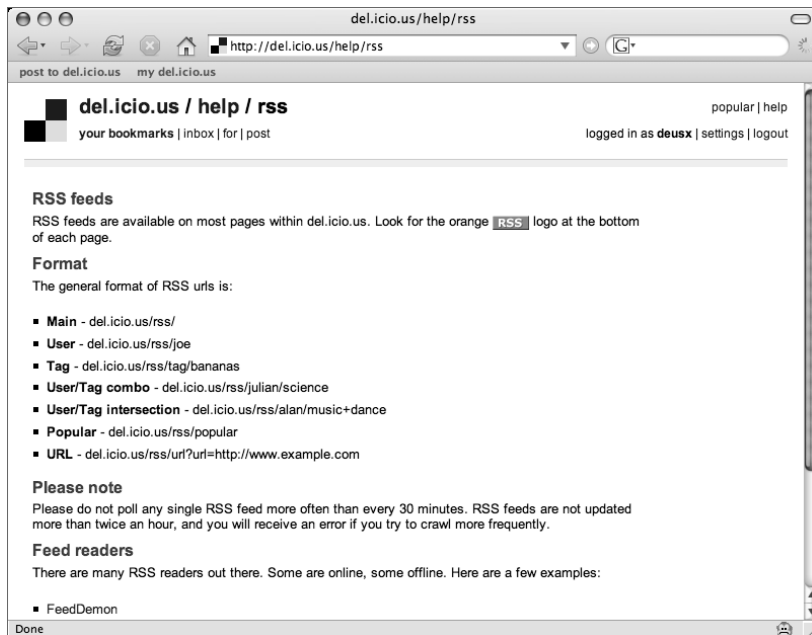 del.icio.us/help/rss
http://del.icio.us/help/rss
G
post to del.icio.us my del.icio.us
del.icio.us / help / rss
popular | help
your bookmarks | inbox | for | post
logged in as deusx | settings | logout
RSS feeds
RSS feeds are available on most pages within del.icio.us. Look for the orange RSS logo at the bottom
of each page.
Format
The general format of RSS urls is:
Main - del.icio.us/rss/
User - del.icio.us/rss/joe
Tag - del.icio.us/rss/tag/bananas
User/Tag combo - del.icio.us/rss/julian/science
User/Tag intersection - del.icio.us/rss/alan/music+dance
Popular - del.icio.us/rss/popular
URL - del.icio.us/rss/url?url=http://www.example.com
Please note
Please do not poll any single RSS feed more often than every 30 minutes. RSS feeds are not updated
more than twice an hour, and you will receive an error if you try to crawl more frequently.
Feed readers
There are many RSS readers out there. Some are online, some offline. Here are a few examples:
FeedDemon
Done